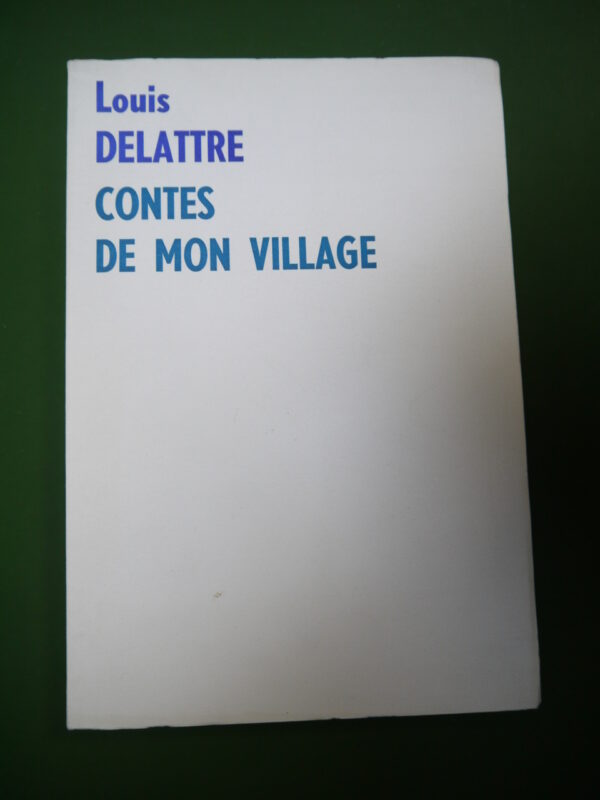 Louis
DELATTRE
CONTES
DE MON VILLAGE